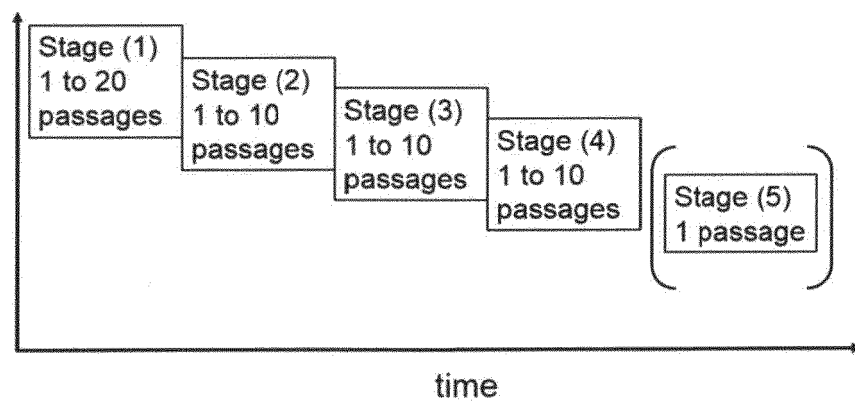 Stage (1)
1 to 20
passages
Stage (2)
1 to 10
passages
Stage (3)
1 to 10
passages
Stage (4)
1 to 10
passages
Stage (5)
1 passage
time